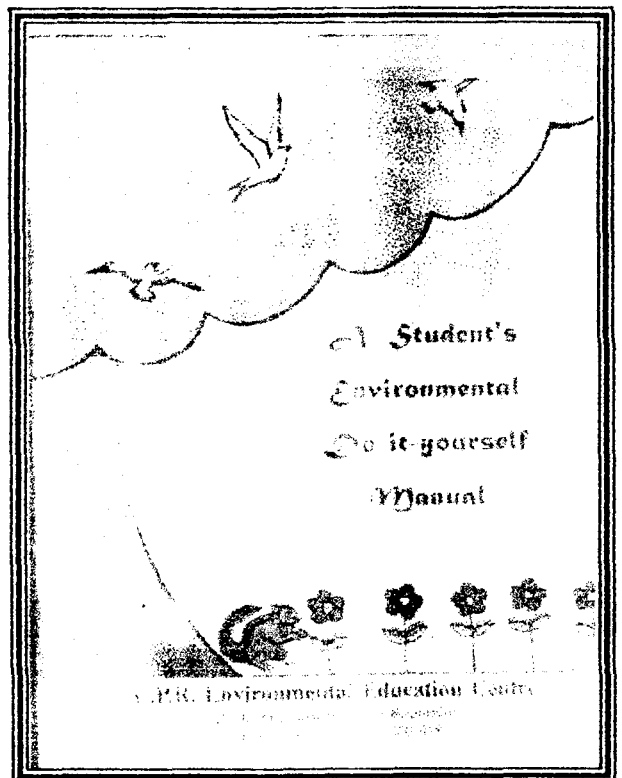 A Student's
Environmental
Do it-yourself
Manual
C.P.R. Environmental Education Centre